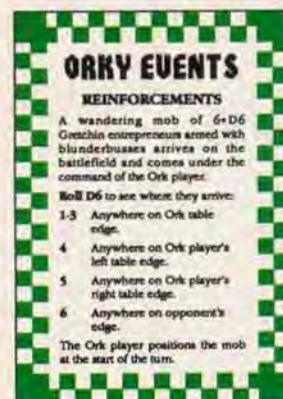 ORKY EVENTS
REINFORCEMENTS
A wandering mob of 6+D6
Gretchin entrepreneurs armed with
blunderbusses arrives on the
battlefield and comes under the
command of the Ork player.
Roll D6 to see where they arrive:
1-3 Anywhere on Ork table
edge.
4 Anywhere on Ork player's
left table edge.
5 Anywhere on Ork player's
right table edge.
6 Anywhere on opponent's
edge.
The Ork player positions the mob
at the start of the turn.